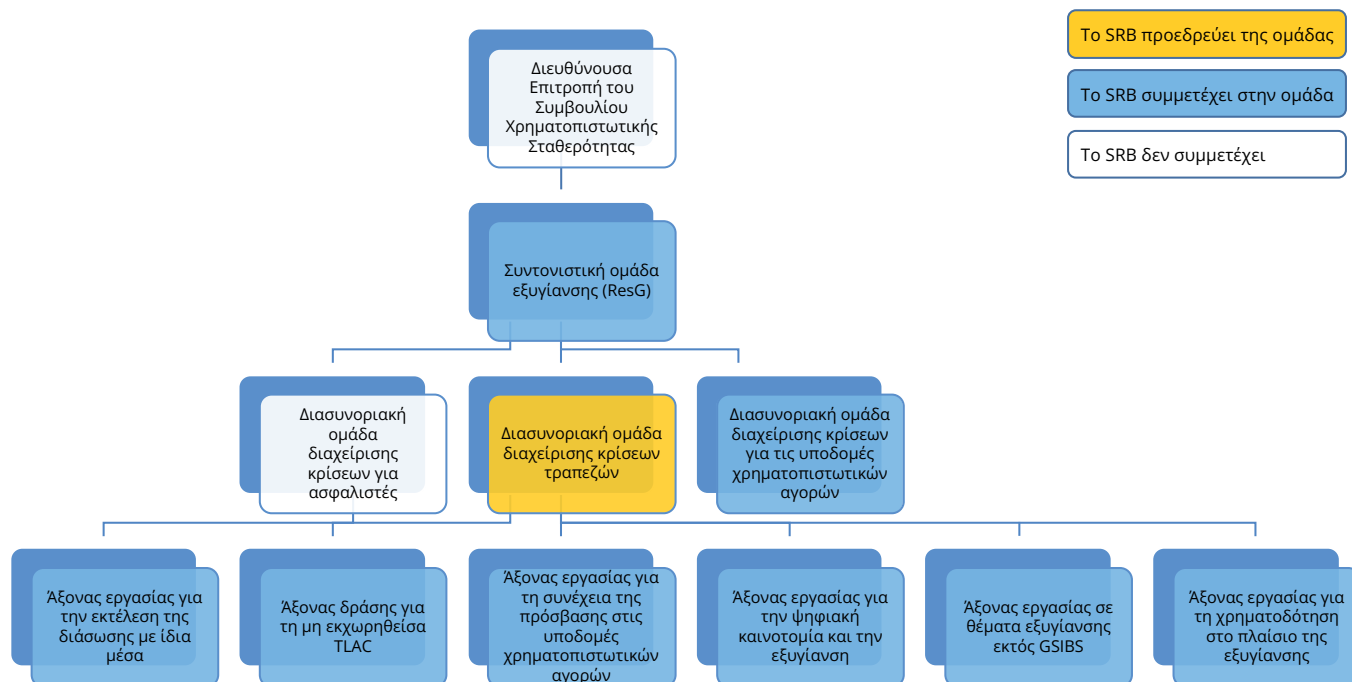 Το SRB προεδρεύει της ομάδας
Το SRB συμμετέχει στην ομάδα
Το SRB δεν συμμετέχει
Διευθύνουσα
Επιτροπή του
Συμβουλίου
Χρηματοπιστωτικής
Σταθερότητας
Συντονιστική ομάδα
εξυγίανσης (ResG)
Διασυνοριακή
ομάδα
διαχείρισης
κρίσεων για
ασφαλιστές
Διασυνοριακή ομάδα
διαχείρισης κρίσεων
τραπεζών
Διασυνοριακή ομάδα
διαχείρισης κρίσεων
για τις υποδομές
χρηματοπιστωτικών
αγορών
Άξονας εργασίας για
την εκτέλεση της
διάσωσης με ίδια
μέσα
Άξονας δράσης για
τη μη εκχωρηθείσα
TLAC
Άξονας εργασίας για
τη συνέχεια της
πρόσβασης στις
υποδομές
χρηματοπιστωτικών
αγορών
Άξονας εργασίας για
την ψηφιακή
καινοτομία και την
εξυγίανση
Άξονας εργασίας σε
θέματα εξυγίανσης
εκτός GSIBS
Άξονας εργασίας για
τη χρηματοδότηση
στο πλαίσιο της
εξυγίανσης